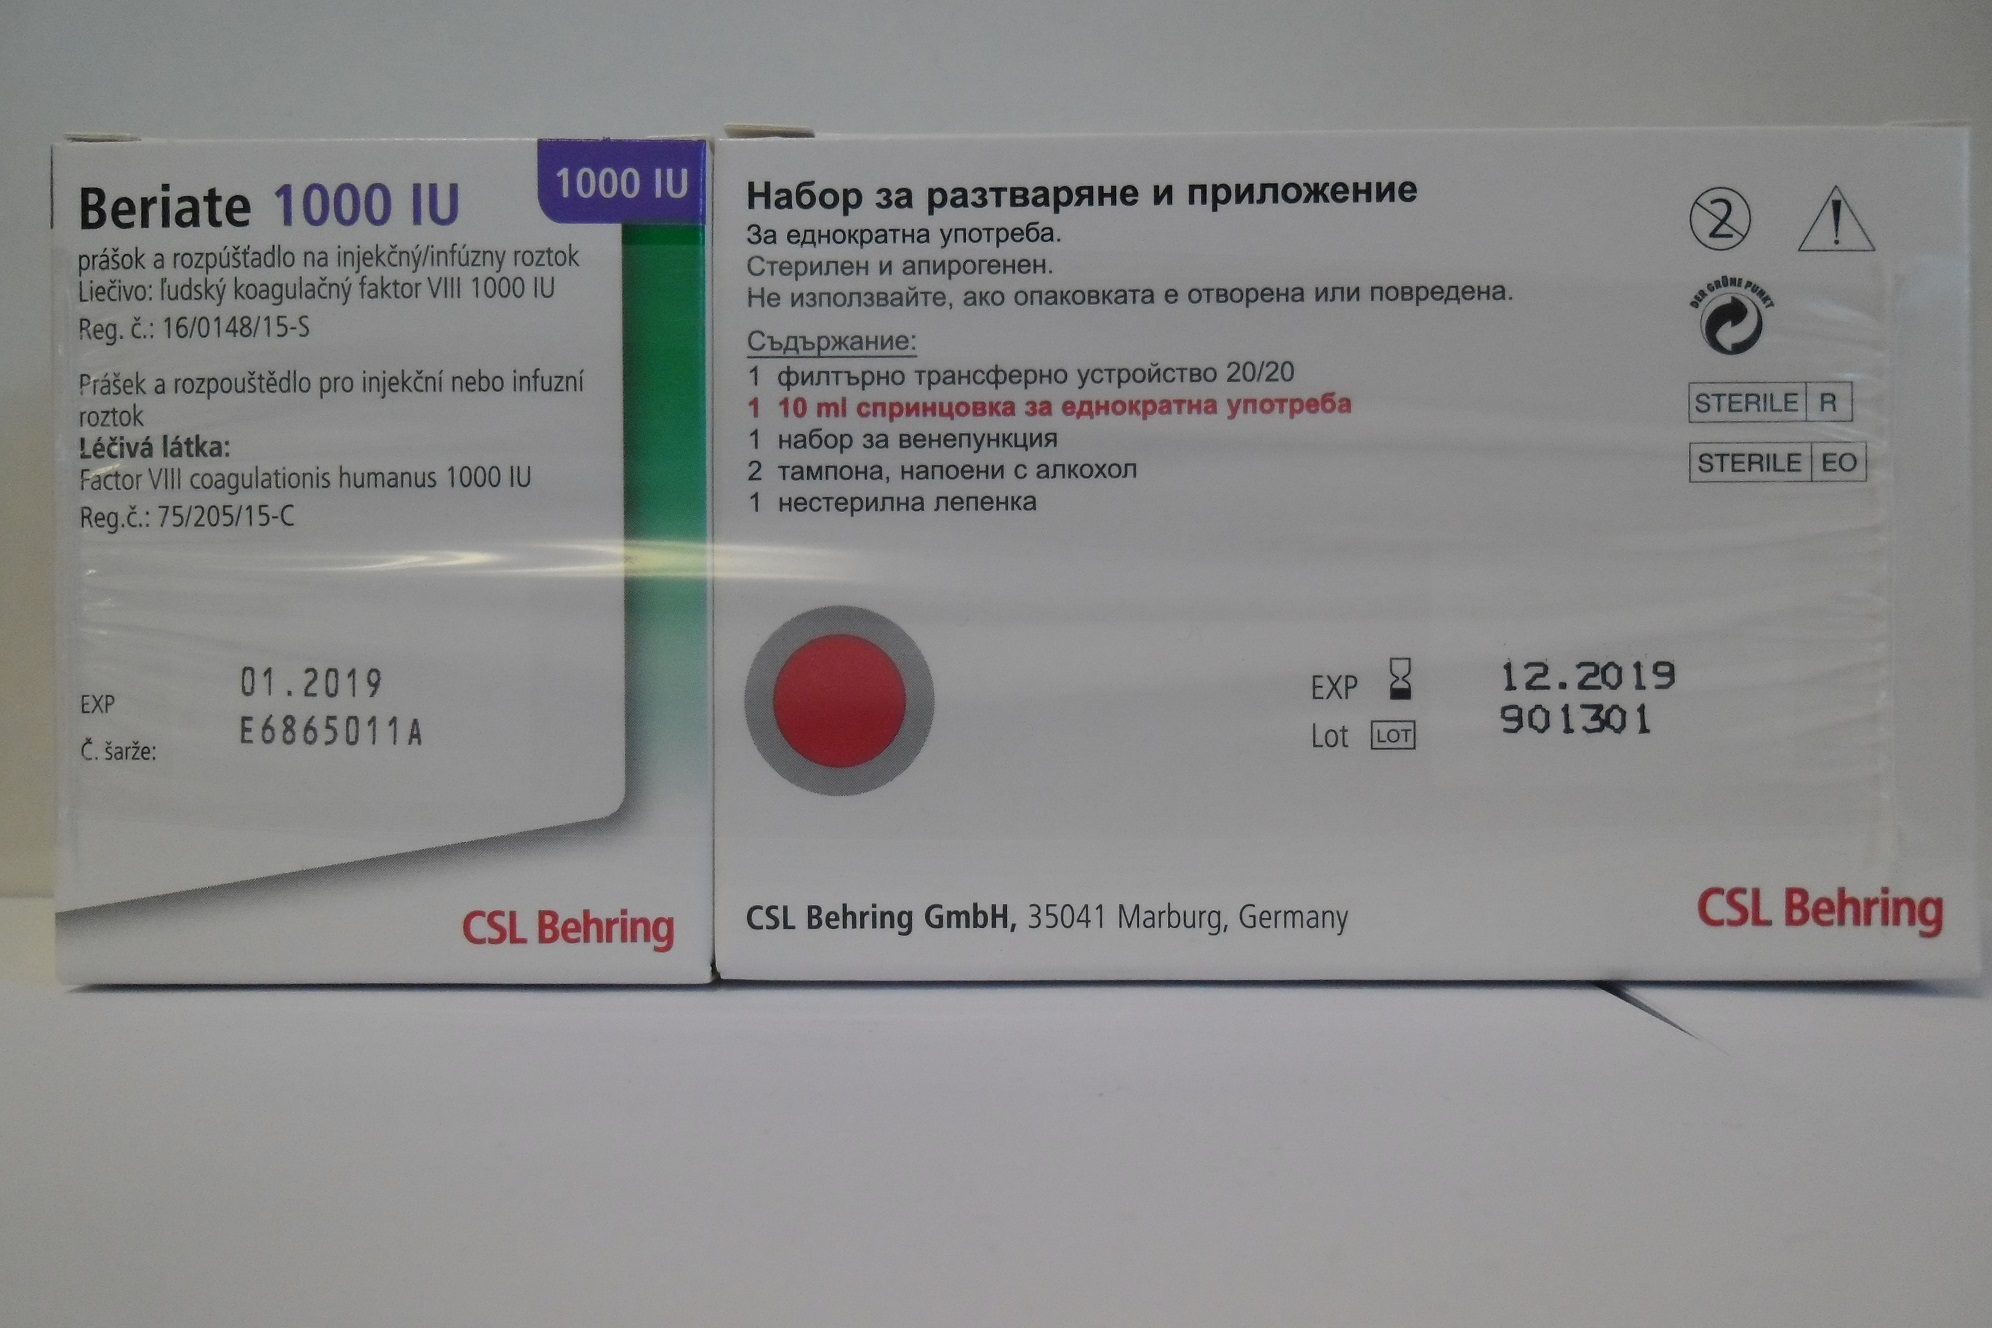 Beriate 1000 IU
1000 IU
prášok a rozpúšťadlo na injekčný/infúzny roztok
Liečivo: ľudský koagulačný faktor VIII 1000 IU
Reg. č.: 16/0148/15-S
Prášek a rozpouštědlo pro injekční nebo infuzní
roztok
Léčivá látka:
Factor VIII coagulationis humanus 1000 IU
Reg.č.: 75/205/15-C
EXP 01.2019
Č. šarže: E6865011A
CSL Behring
Набор за разтваряне и приложение
За еднократна употреба.
Стерилен и апирогенен.
Не използвайте, ако опаковката е отворена или повредена.
Съдържание:
1 филтърно трансферно устройство 20/20
1 10 ml спринцовка за еднократна употреба
1 набор за венепункция
2 тампона, напоени с алкохол
1 нестерилна лепенка
2
!
DER GRÜNE PUNKT
STERILE R
STERILE EO
EXP 12.2019
Lot LOT 901301
CSL Behring GmbH, 35041 Marburg, Germany
CSL Behring